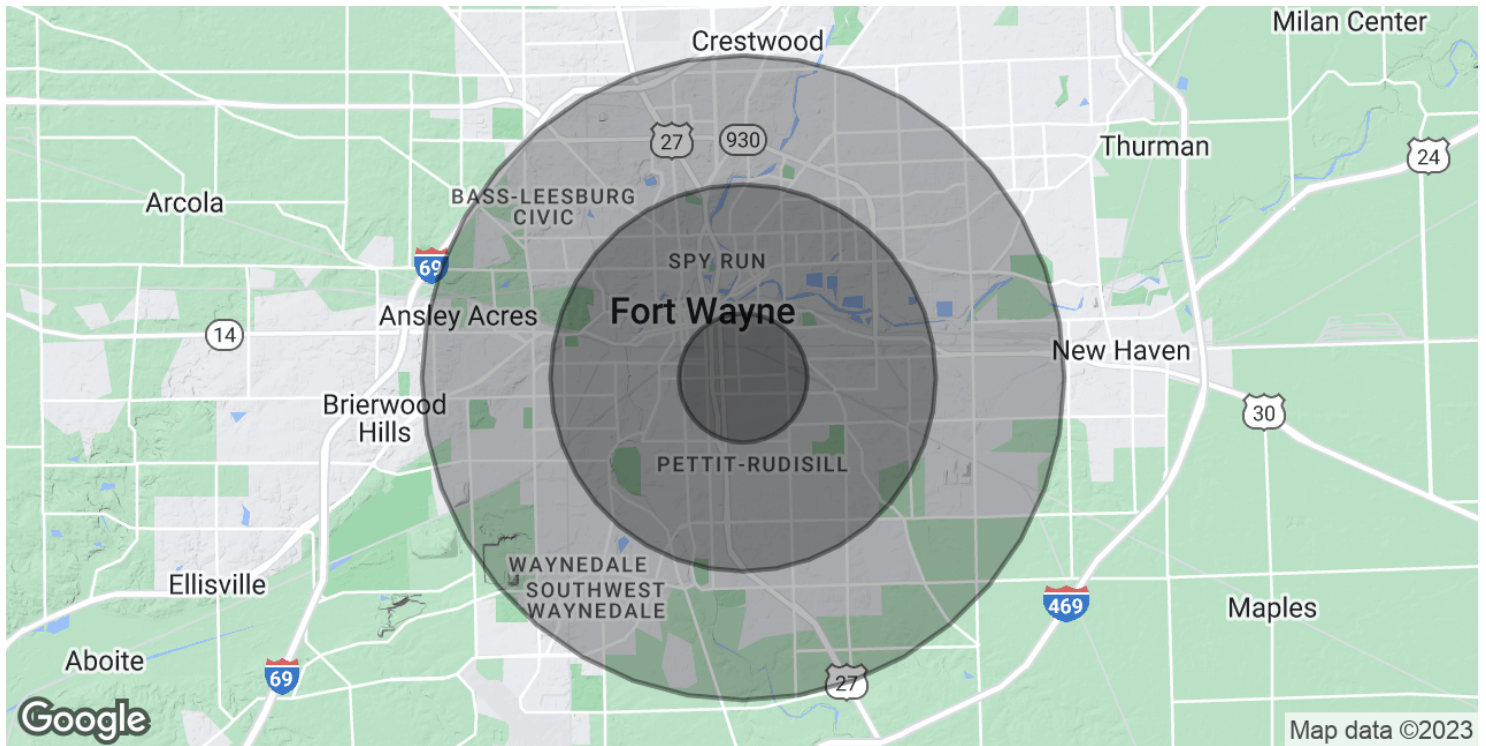 Milan Center
Crestwood
27
930
Thurman
24
Arcola
BASS-LEESBURG
CIVIC
SPY RUN
69
Fort Wayne
Ansley Acres
14
New Haven
Brierwood
Hills
30
PETTIT-RUDISILL
WAYNEDALE
SOUTHWEST
WAYNEDALE
Ellisville
469
Maples
Aboite
69
27
Google
Map data ©2023